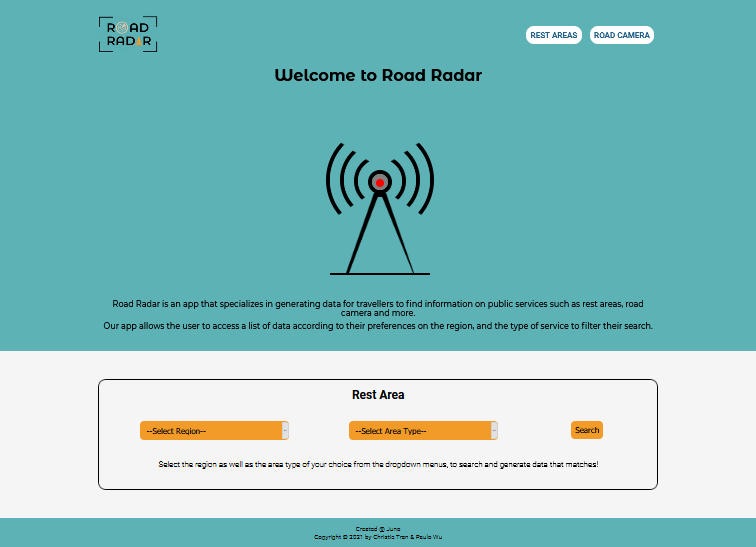 ROAD
RADAR
REST AREAS
ROAD CAMERA
Welcome to Road Radar
Road Radar is an app that specializes in generating data for travellers to find information on public services such as rest areas, road
camera and more.
Our app allows the user to access a list of data according to their preferences on the region, and the type of service to filter their search.
Rest Area
--Select Region--
--Select Area Type--
Search
Select the region as well as the area type of your choice from the dropdown menus, to search and generate data that matches!
Created @ Juno
Copyright © 2021 by Christie Tran & Paulo Wu